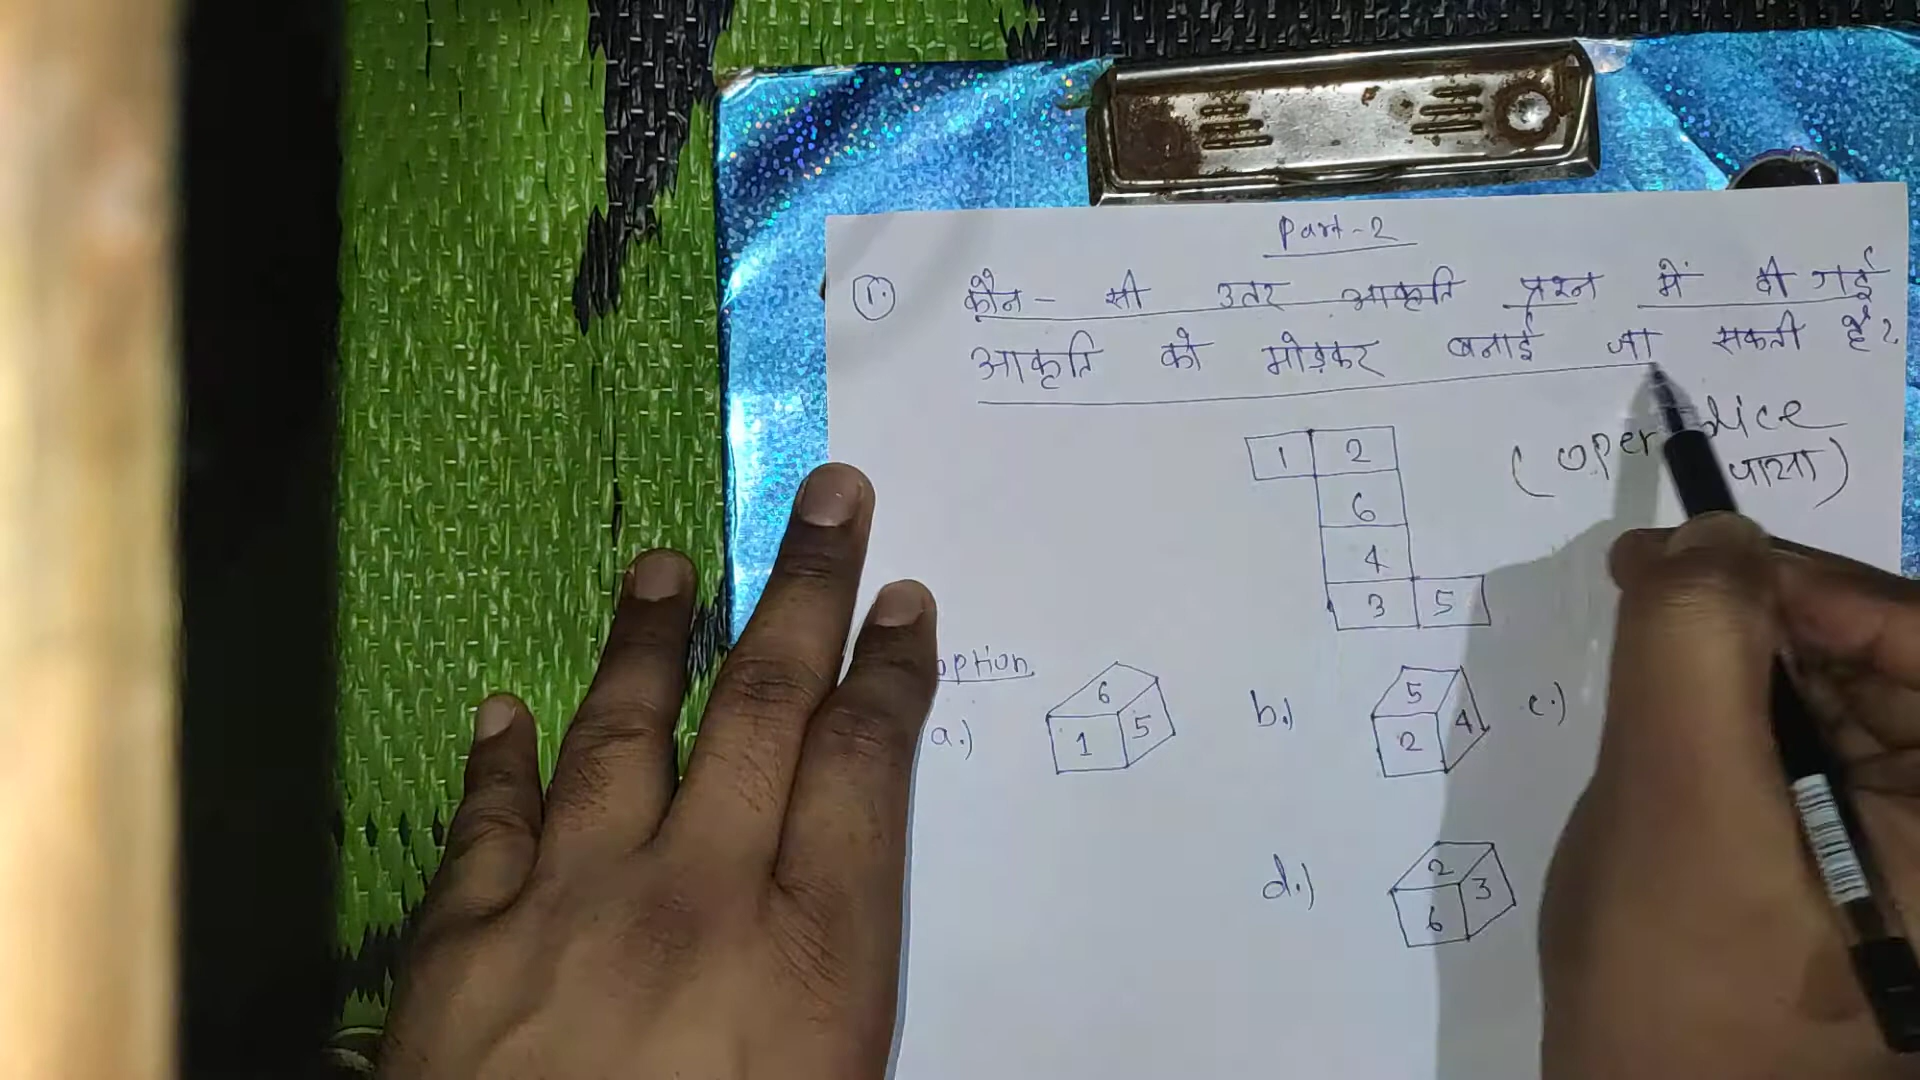 Part-2
1. कौन - सी उतर आकृति प्रश्न में दी गई
आकृति को मोड़कर बनाई जा सकती है?
(open dice
पासा)
1 2
6
4
3 5
option
a.) 6 1 5
b.) 5 2 4
c.)
d.) 2 6 3